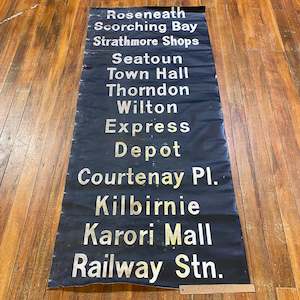 Roseneath
Scorching Bay
Strathmore Shops
Seatoun
Town Hall
Thorndon
Wilton
Express
Depot
Courtenay Pl.
Kilbirnie
Karori Mall
Railway Stn.